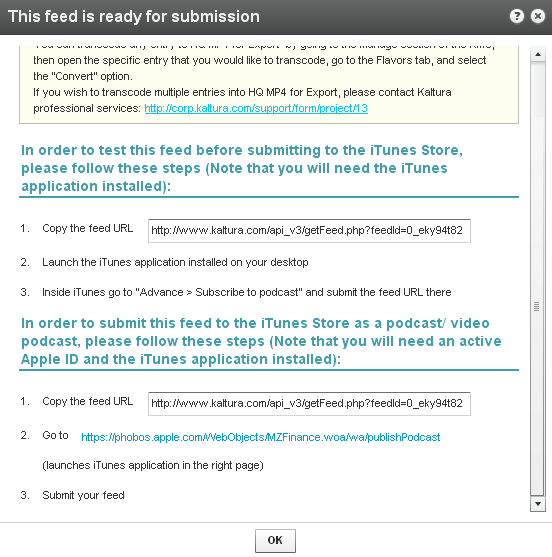 This feed is ready for submission
then open the specific entry that you would like to transcode, go to the Flavors tab, and select
the "Convert" option.
If you wish to transcode multiple entries into HQ MP4 for Export, please contact Kaltura
professional services: http://corp.kaltura.com/support/form/project/13
In order to test this feed before submitting to the iTunes Store,
please follow these steps (Note that you will need the iTunes
application installed):
1. Copy the feed URL http://www.kaltura.com/api_v3/getFeed.php?feedId=0_eky94t82
2. Launch the iTunes application installed on your desktop
3. Inside iTunes go to "Advance > Subscribe to podcast" and submit the feed URL there
In order to submit this feed to the iTunes Store as a podcast/ video
podcast, please follow these steps (Note that you will need an active
Apple ID and the iTunes application installed):
1. Copy the feed URL http://www.kaltura.com/api_v3/getFeed.php?feedId=0_eky94t82
2. Go to https://phobos.apple.com/WebObjects/MZFinance.woa/wa/publishPodcast
(launches iTunes application in the right page)
3. Submit your feed
OK